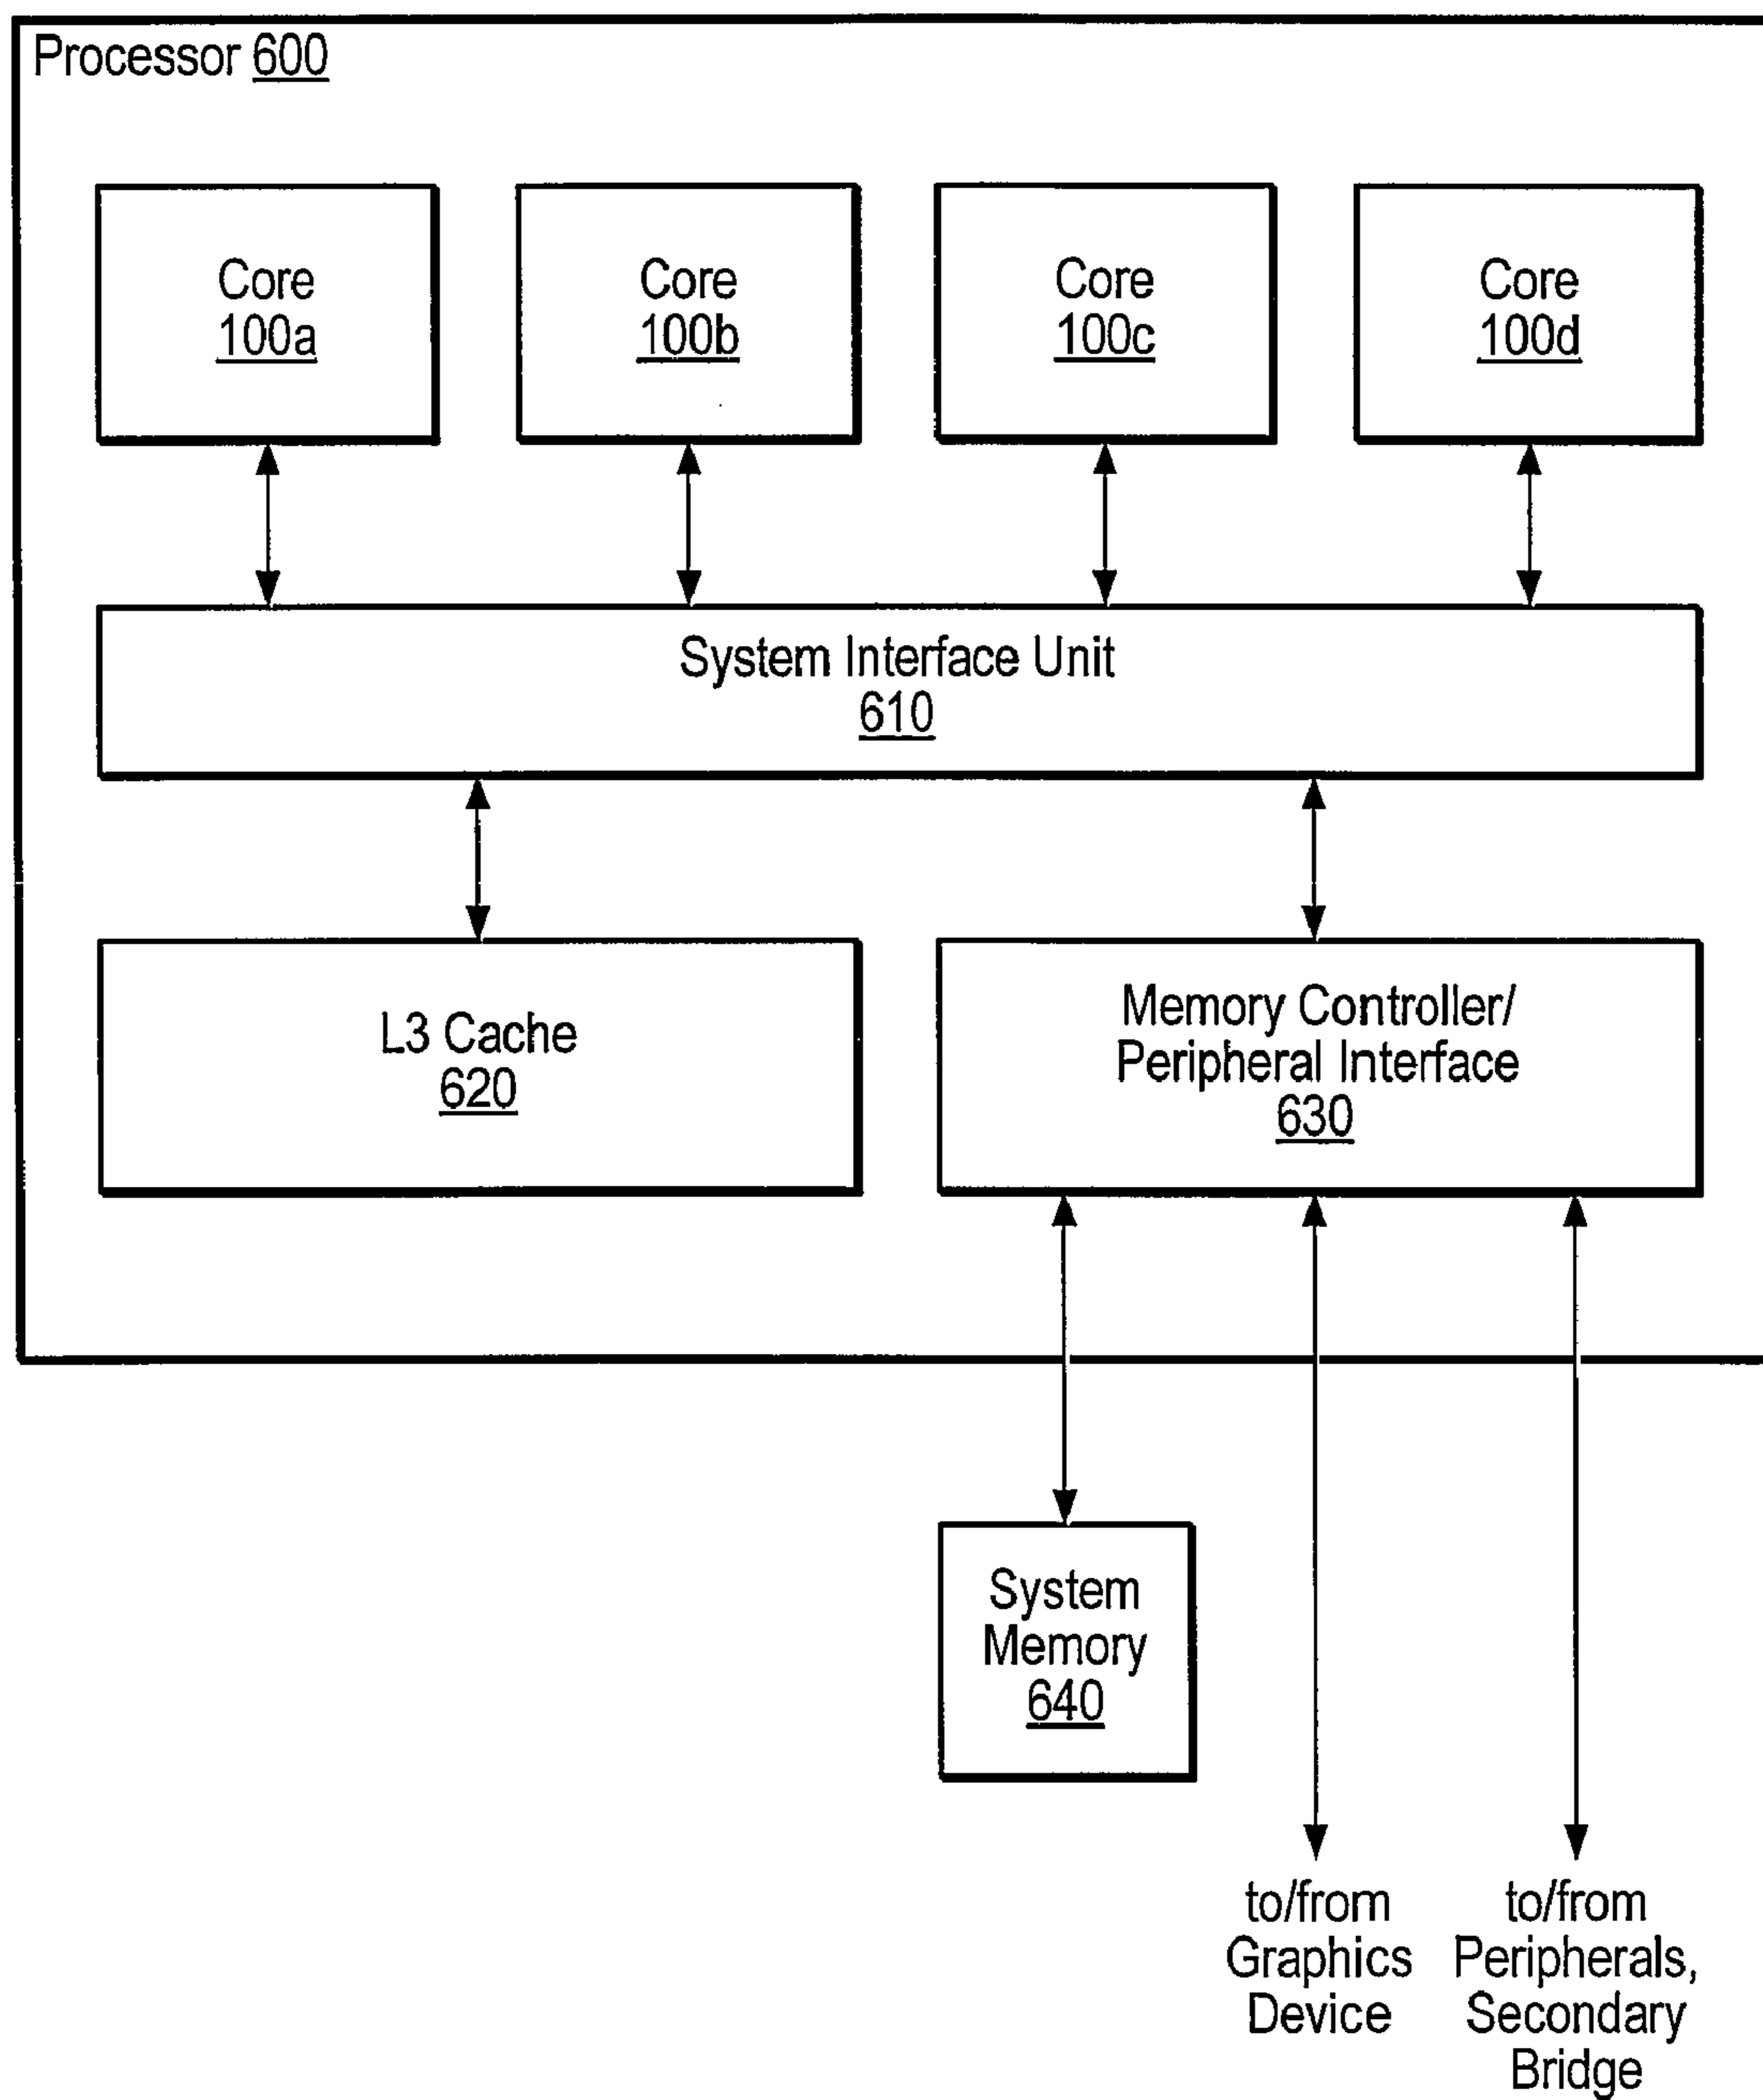 Processor 600
Core
100a
Core
100b
Core
100c
Core
100d
System Interface Unit
610
L3 Cache
620
Memory Controller/
Peripheral Interface
630
System
Memory
640
to/from
Graphics
Device
to/from
Peripherals,
Secondary
Bridge